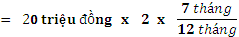 = 20 triệu đồng x 2 x 7 tháng / 12 tháng